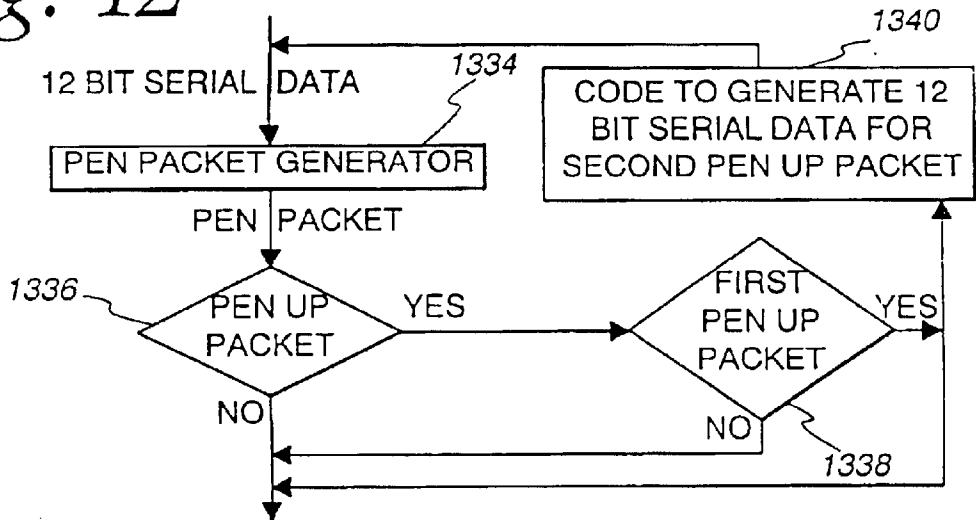 g. 12
1340
12 BIT SERIAL DATA
1334
CODE TO GENERATE 12
BIT SERIAL DATA FOR
SECOND PEN UP PACKET
PEN PACKET GENERATOR
PEN PACKET
1336
PEN UP
PACKET
YES
FIRST
PEN UP
PACKET
YES
NO
NO
1338